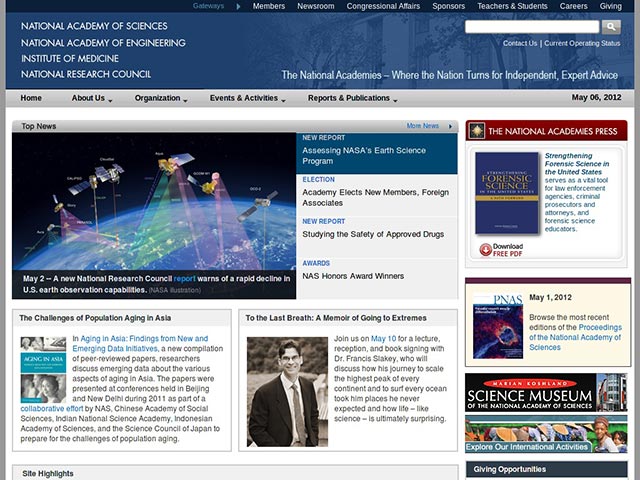 Gateways Members Newsroom Congressional Affairs Sponsors Teachers & Students Careers Giving
NATIONAL ACADEMY OF SCIENCES
NATIONAL ACADEMY OF ENGINEERING
INSTITUTE OF MEDICINE
NATIONAL RESEARCH COUNCIL
Contact Us | Current Operating Status
The National Academies – Where the Nation Turns for Independent, Expert Advice
Home About Us Organization Events & Activities Reports & Publications May 06, 2012
Top News More News
NEW REPORT
Assessing NASA's Earth Science
Program
ELECTION
Academy Elects New Members, Foreign
Associates
NEW REPORT
Studying the Safety of Approved Drugs
AWARDS
NAS Honors Award Winners
CloudSat
CALIPSO
GCOM-W1
OCO-2
Aura
May 2 -- A new National Research Council report warns of a rapid decline in
U.S. earth observation capabilities. (NASA illustration)
THE NATIONAL ACADEMIES PRESS
STRENGTHENING
FORENSIC
SCIENCE
IN THE UNITED STATES
A PATH FORWARD
Strengthening
Forensic Science in
the United States
serves as a vital tool
for law enforcement
agencies, criminal
prosecutors and
attorneys, and
forensic science
educators.
Download
FREE PDF
PNAS
May 1, 2012
Browse the most recent
editions of the Proceedings
of the National Academy of
Sciences
MARIAN KOSHLAND
SCIENCE MUSEUM
OF THE NATIONAL ACADEMY OF SCIENCES
Explore Our International Activities
Giving Opportunities
The Challenges of Population Aging in Asia
AGING IN ASIA
In Aging in Asia: Findings from New and
Emerging Data Initiatives, a new compilation
of peer-reviewed papers, researchers
discuss emerging data about the various
aspects of aging in Asia. The papers were
presented at conferences held in Beijing
and New Delhi during 2011 as part of a
collaborative effort by NAS, Chinese Academy of Social
Sciences, Indian National Science Academy, Indonesian
Academy of Sciences, and the Science Council of Japan to
prepare for the challenges of population aging.
To the Last Breath: A Memoir of Going to Extremes
Join us on May 10 for a lecture,
reception, and book signing with
Dr. Francis Slakey, who will
discuss how his journey to scale
the highest peak of every
continent and to surf every ocean
took him places he never
expected and how life – like
science – is ultimately surprising.
Site Highlights